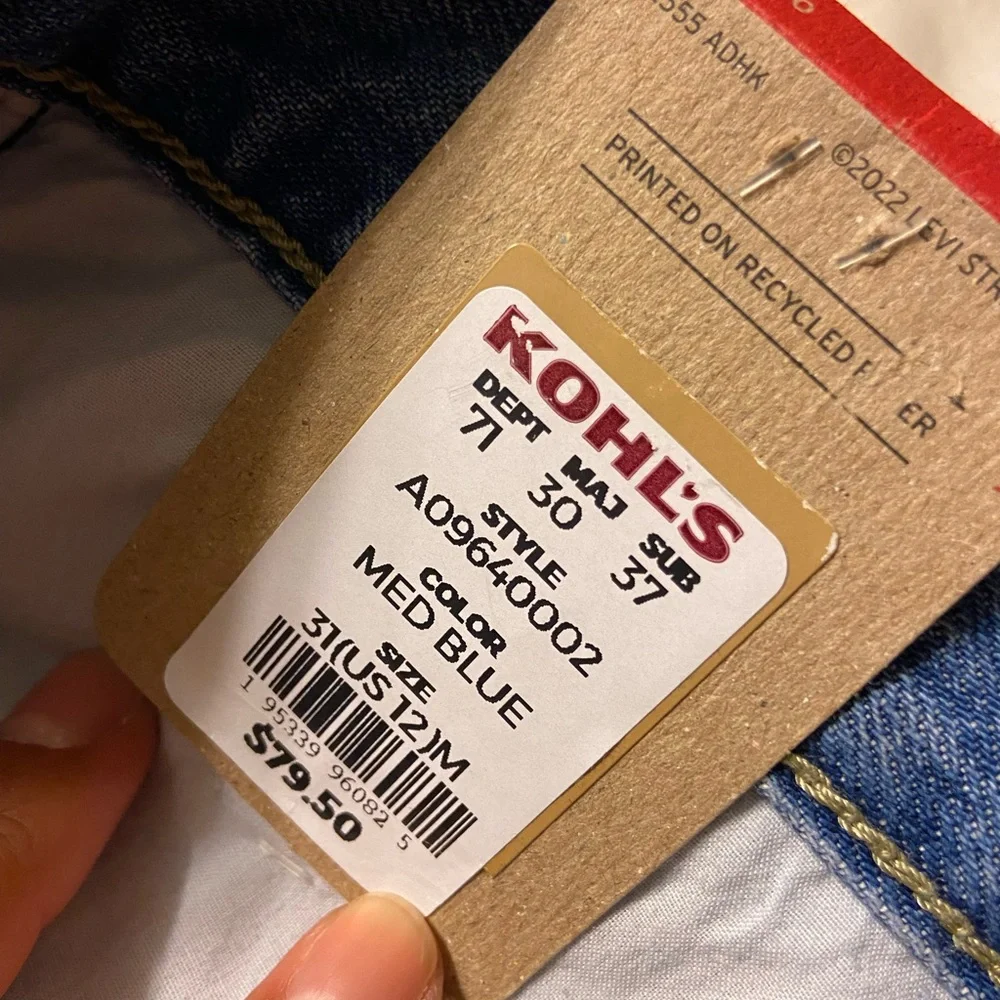 555 ADHK
©2022 LEVI STR
PRINTED ON RECYCLED P
ER
KOHL'S
DEPT MAJ SUB
71 30 37
STYLE
A09640002
COLOR
MED BLUE
SIZE
31(US 12)M
1 95339 96082 5
$79.50